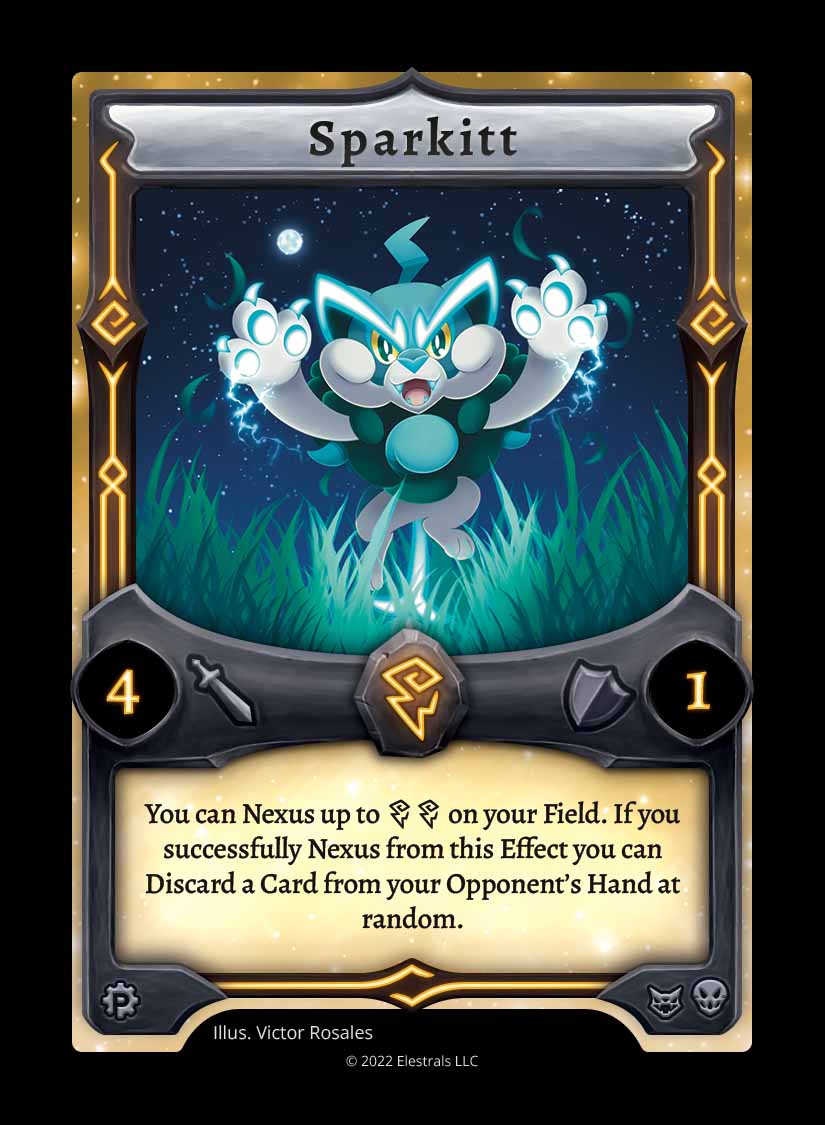 Sparkitt
4
1
You can Nexus up to on your Field. If you
successfully Nexus from this Effect you can
Discard a Card from your Opponent's Hand at
random.
P
Illus. Victor Rosales
© 2022 Elestrals LLC